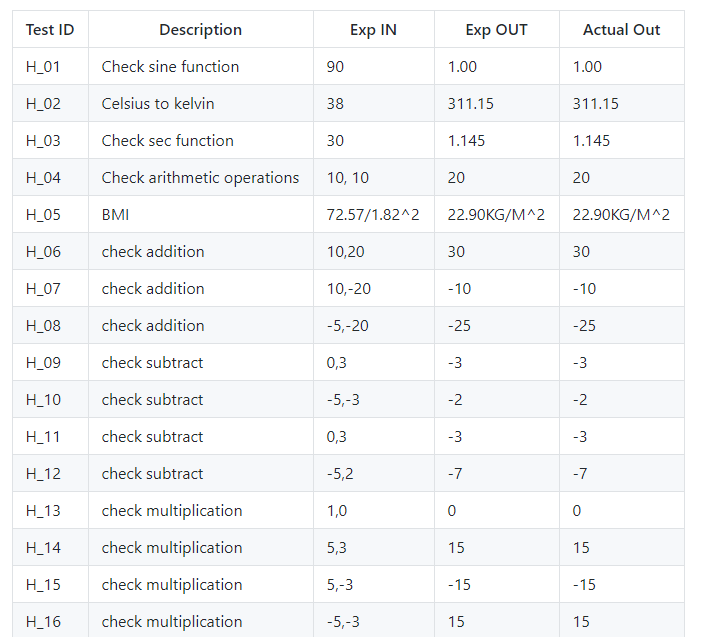 Test ID Description Exp IN Exp OUT Actual Out
H_01 Check sine function 90 1.00 1.00
H_02 Celsius to kelvin 38 311.15 311.15
H_03 Check sec function 30 1.145 1.145
H_04 Check arithmetic operations 10, 10 20 20
H_05 BMI 72.57/1.82^2 22.90KG/M^2 22.90KG/M^2
H_06 check addition 10,20 30 30
H_07 check addition 10,-20 -10 -10
H_08 check addition -5,-20 -25 -25
H_09 check subtract 0,3 -3 -3
H_10 check subtract -5,-3 -2 -2
H_11 check subtract 0,3 -3 -3
H_12 check subtract -5,2 -7 -7
H_13 check multiplication 1,0 0 0
H_14 check multiplication 5,3 15 15
H_15 check multiplication 5,-3 -15 -15
H_16 check multiplication -5,-3 15 15